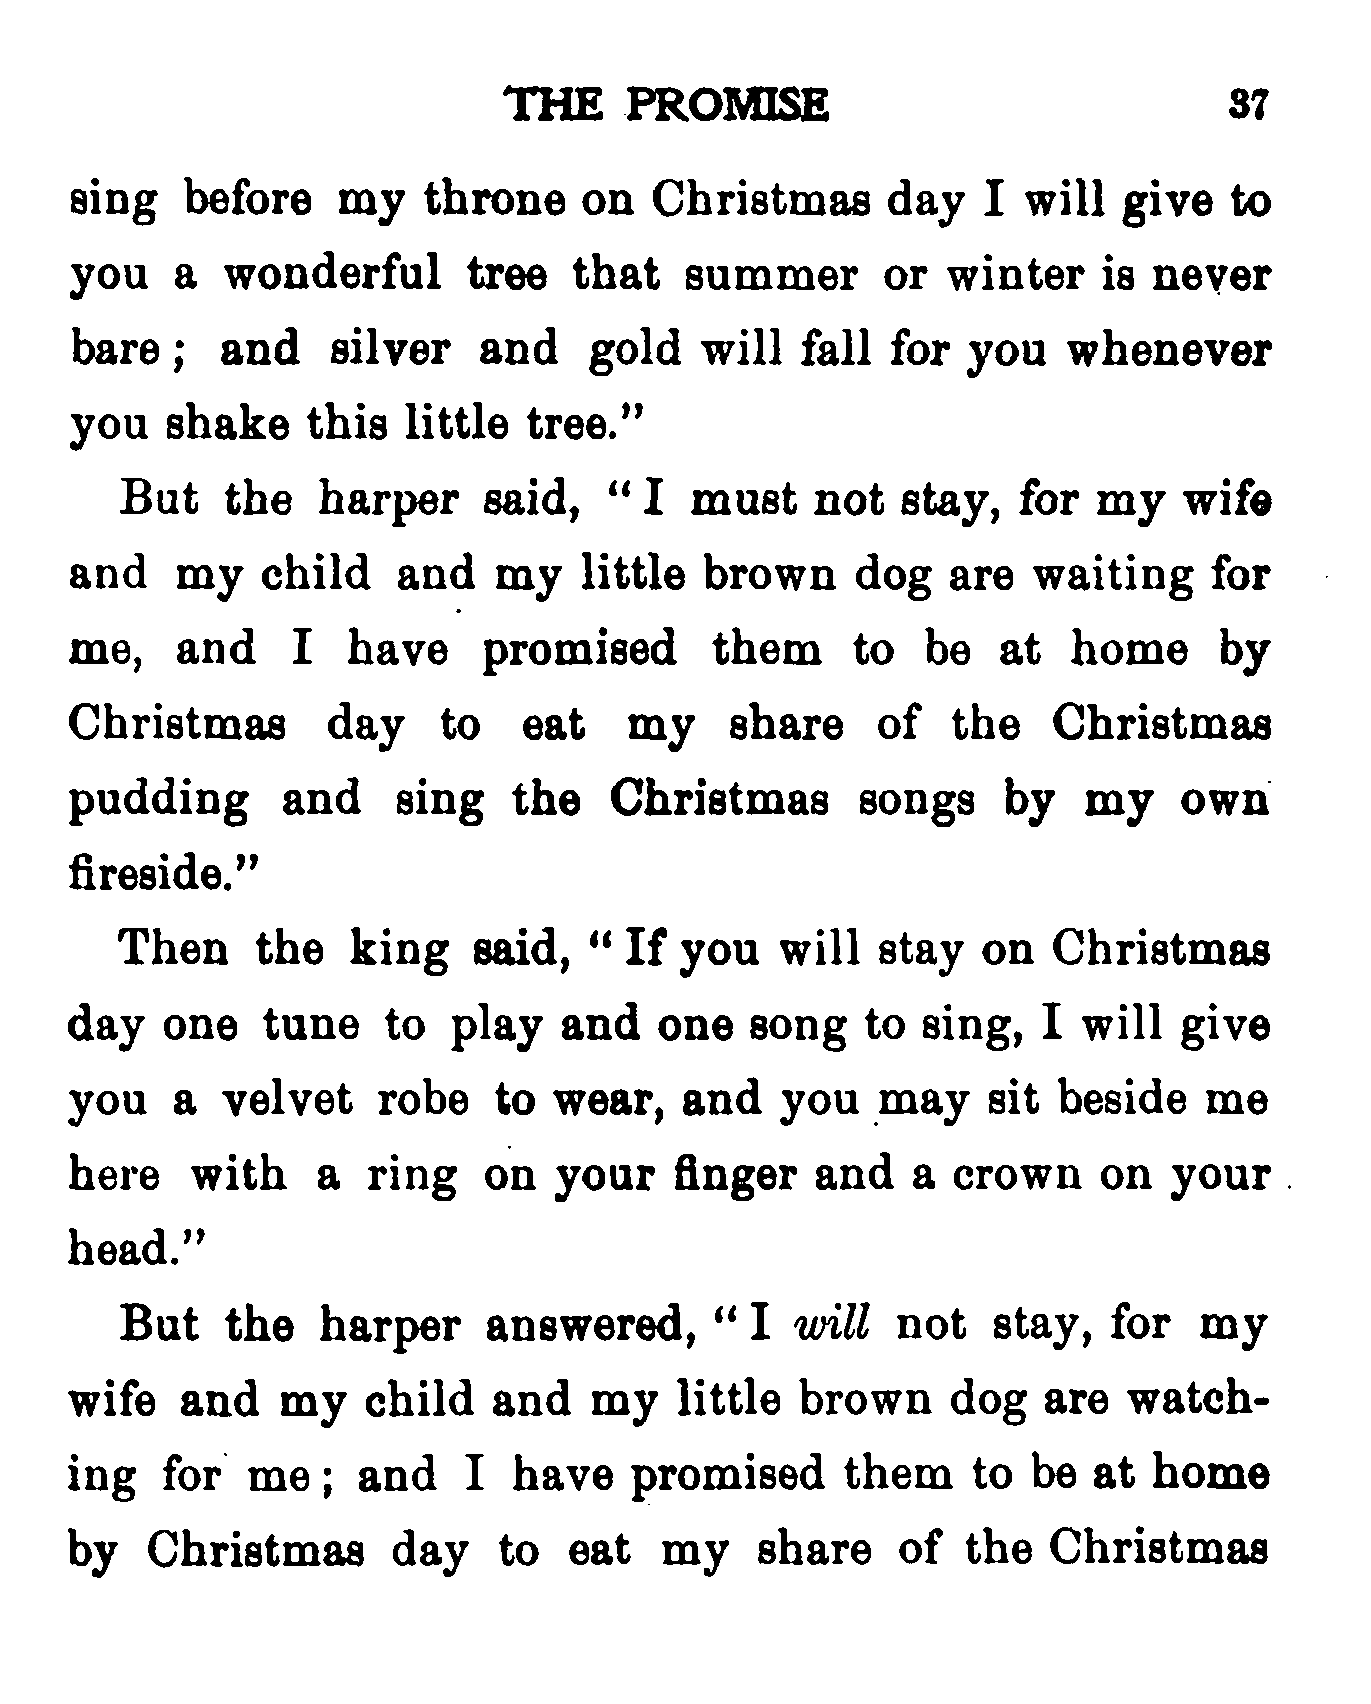 THE PROMISE 37
sing before my throne on Christmas day I will give to
you a wonderful tree that summer or winter is never
bare ; and silver and gold will fall for you whenever
you shake this little tree.”
But the harper said, “ I must not stay, for my wife
and my child and my little brown dog are waiting for
me, and I have promised them to be at home by
Christmas day to eat my share of the Christmas
pudding and sing the Christmas songs by my own
fireside.”
Then the king said, “ If you will stay on Christmas
day one tune to play and one song to sing, I will give
you a velvet robe to wear, and you may sit beside me
here with a ring on your finger and a crown on your
head.”
But the harper answered, “ I will not stay, for my
wife and my child and my little brown dog are watch-
ing for me ; and I have promised them to be at home
by Christmas day to eat my share of the Christmas